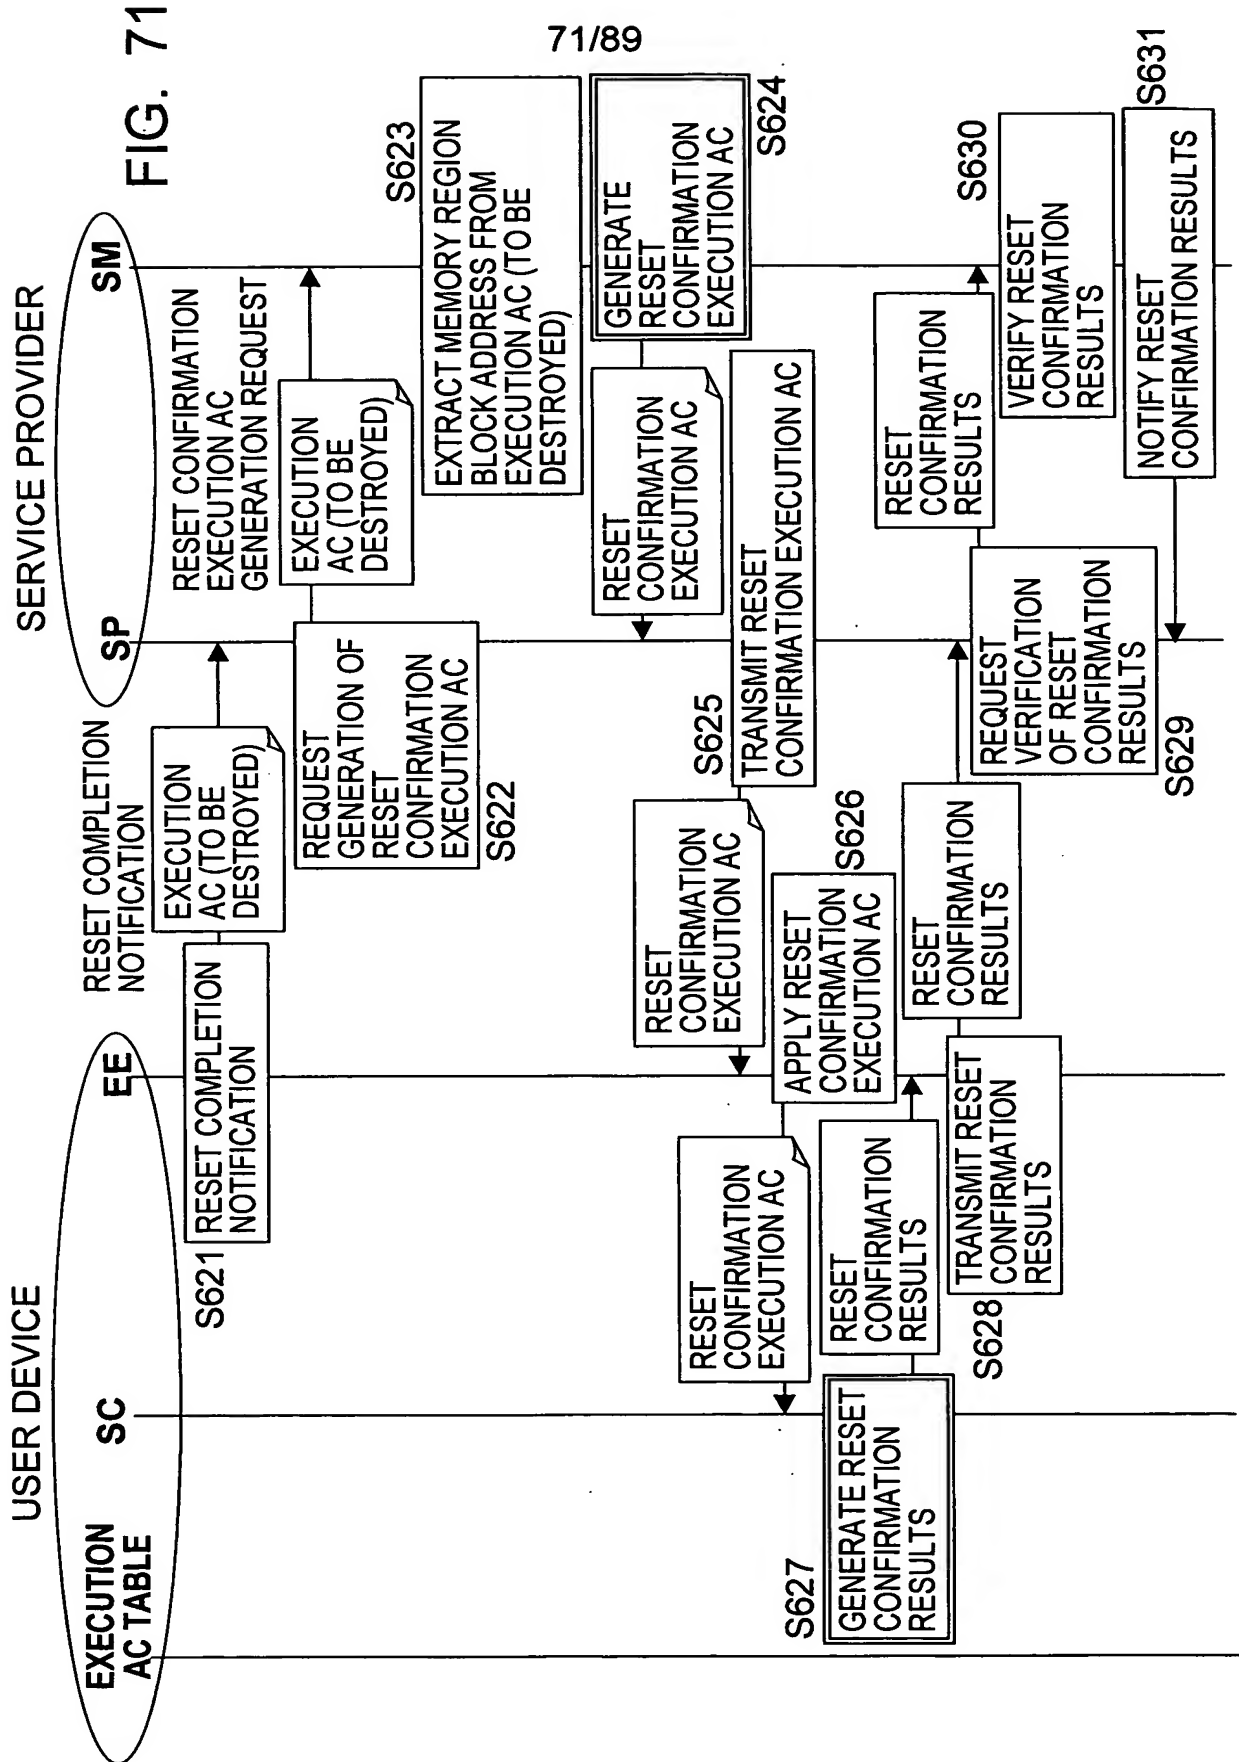 71/89
FIG. 71
USER DEVICE
SERVICE PROVIDER
EXECUTION
AC TABLE
SC
EE
SP
SM
RESET COMPLETION
NOTIFICATION
S621
RESET COMPLETION
NOTIFICATION
EXECUTION
AC (TO BE
DESTROYED)
RESET CONFIRMATION
EXECUTION AC
GENERATION REQUEST
REQUEST
GENERATION OF
RESET
CONFIRMATION
EXECUTION AC
S622
EXECUTION
AC (TO BE
DESTROYED)
S623
EXTRACT MEMORY REGION
BLOCK ADDRESS FROM
EXECUTION AC (TO BE
DESTROYED)
GENERATE
RESET
CONFIRMATION
EXECUTION AC
S624
RESET
CONFIRMATION
EXECUTION AC
S625
TRANSMIT RESET
CONFIRMATION EXECUTION AC
RESET
CONFIRMATION
EXECUTION AC
APPLY RESET
CONFIRMATION
EXECUTION AC
S626
RESET
CONFIRMATION
EXECUTION AC
S627
GENERATE RESET
CONFIRMATION
RESULTS
RESET
CONFIRMATION
RESULTS
S628
TRANSMIT RESET
CONFIRMATION
RESULTS
RESET
CONFIRMATION
RESULTS
REQUEST
VERIFICATION
OF RESET
CONFIRMATION
RESULTS
S629
RESET
CONFIRMATION
RESULTS
S630
VERIFY RESET
CONFIRMATION
RESULTS
NOTIFY RESET
CONFIRMATION RESULTS
S631